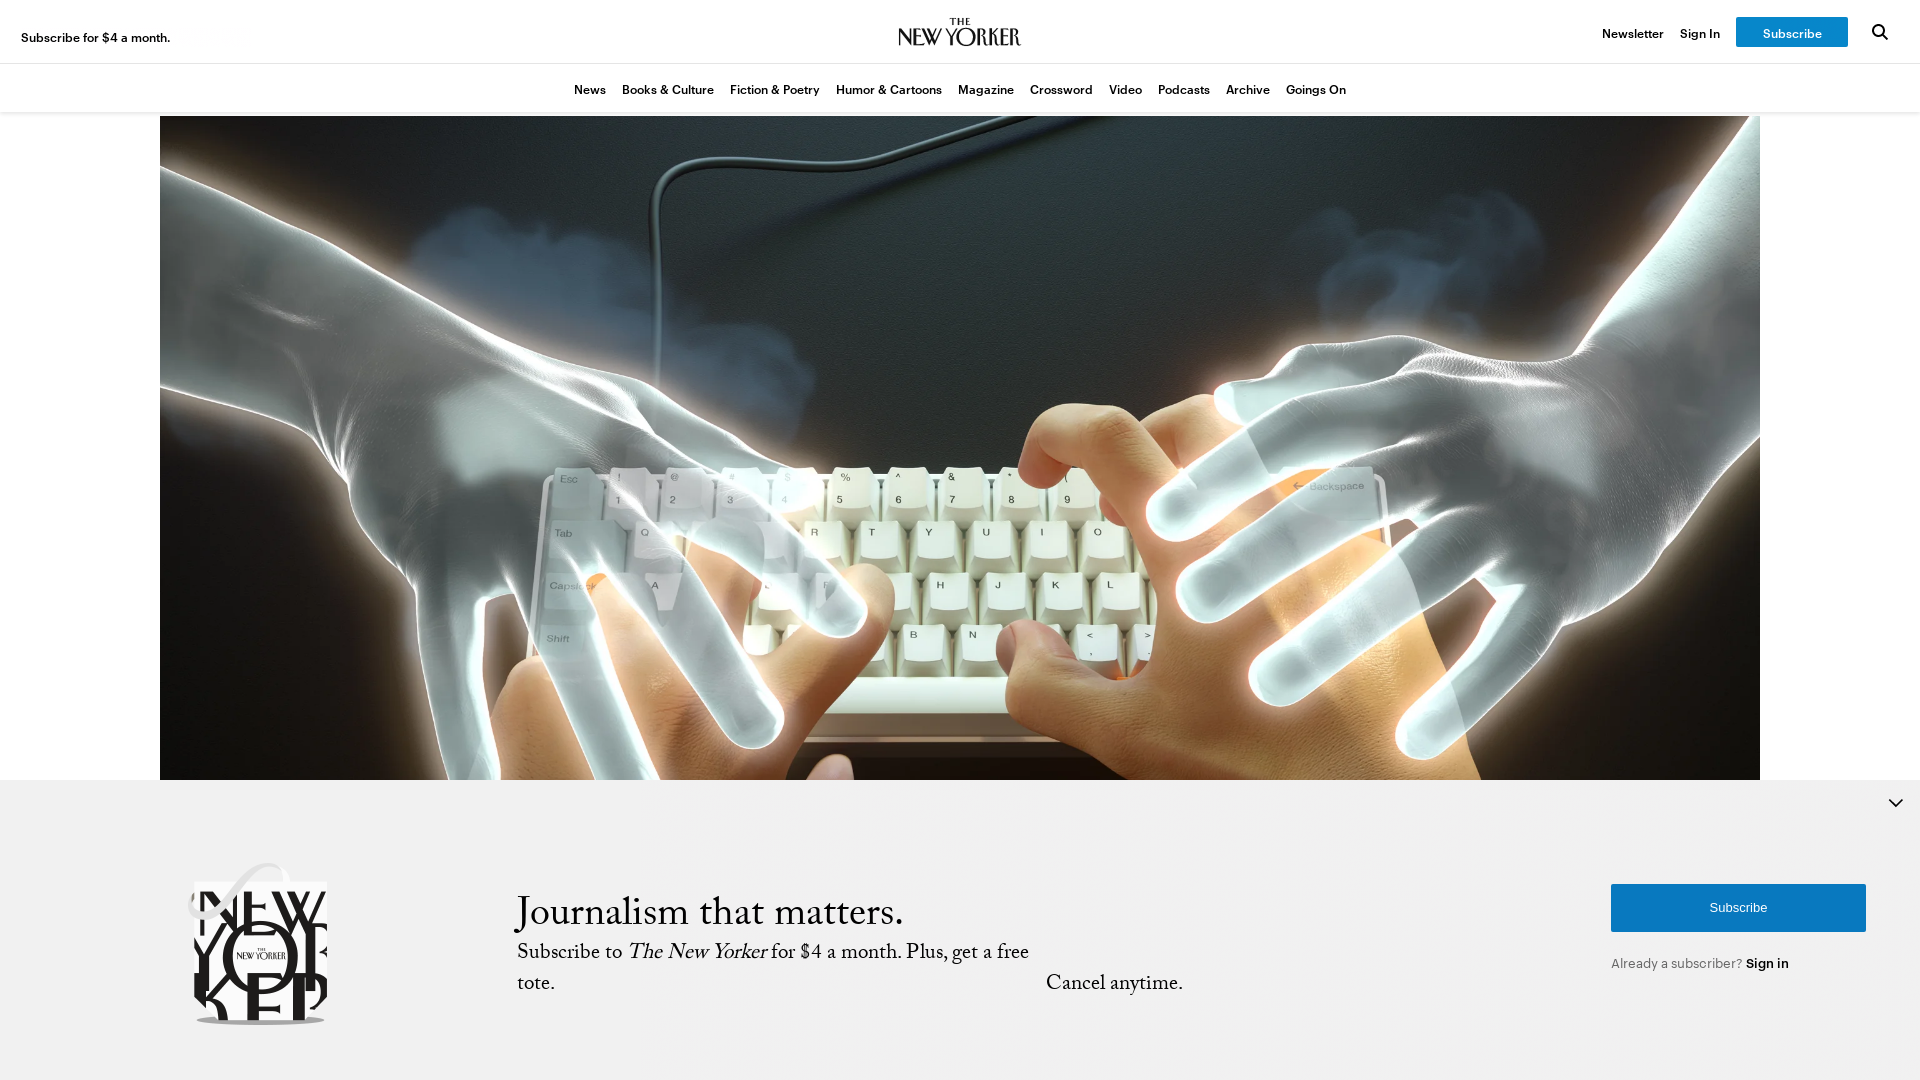 Subscribe for $4 a month.
THE
NEW YORKER
Newsletter Sign In Subscribe
News Books & Culture Fiction & Poetry Humor & Cartoons Magazine Crossword Video Podcasts Archive Goings On
Esc ! 1 @ 2 # 3 $ 4 % 5 ^ 6 & 7 * 8 ( 9 ← Backspace
Tab Q R T Y U I O
Capslock A F H J K L
Shift B N < , > .
Journalism that matters.
Subscribe to The New Yorker for $4 a month. Plus, get a free
tote. Cancel anytime.
Subscribe
Already a subscriber? Sign in
NEW
YOR
KER
THE
NEW YORKER